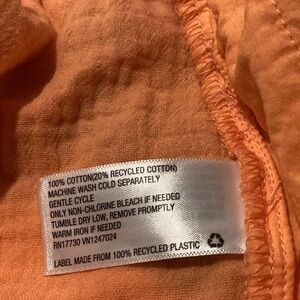 100% COTTON(20% RECYCLED COTTON)
MACHINE WASH COLD SEPARATELY
GENTLE CYCLE
ONLY NON-CHLORINE BLEACH IF NEEDED
TUMBLE DRY LOW, REMOVE PROMPTLY
WARM IRON IF NEEDED
RN17730 VN1247024
LABEL MADE FROM 100% RECYCLED PLASTIC